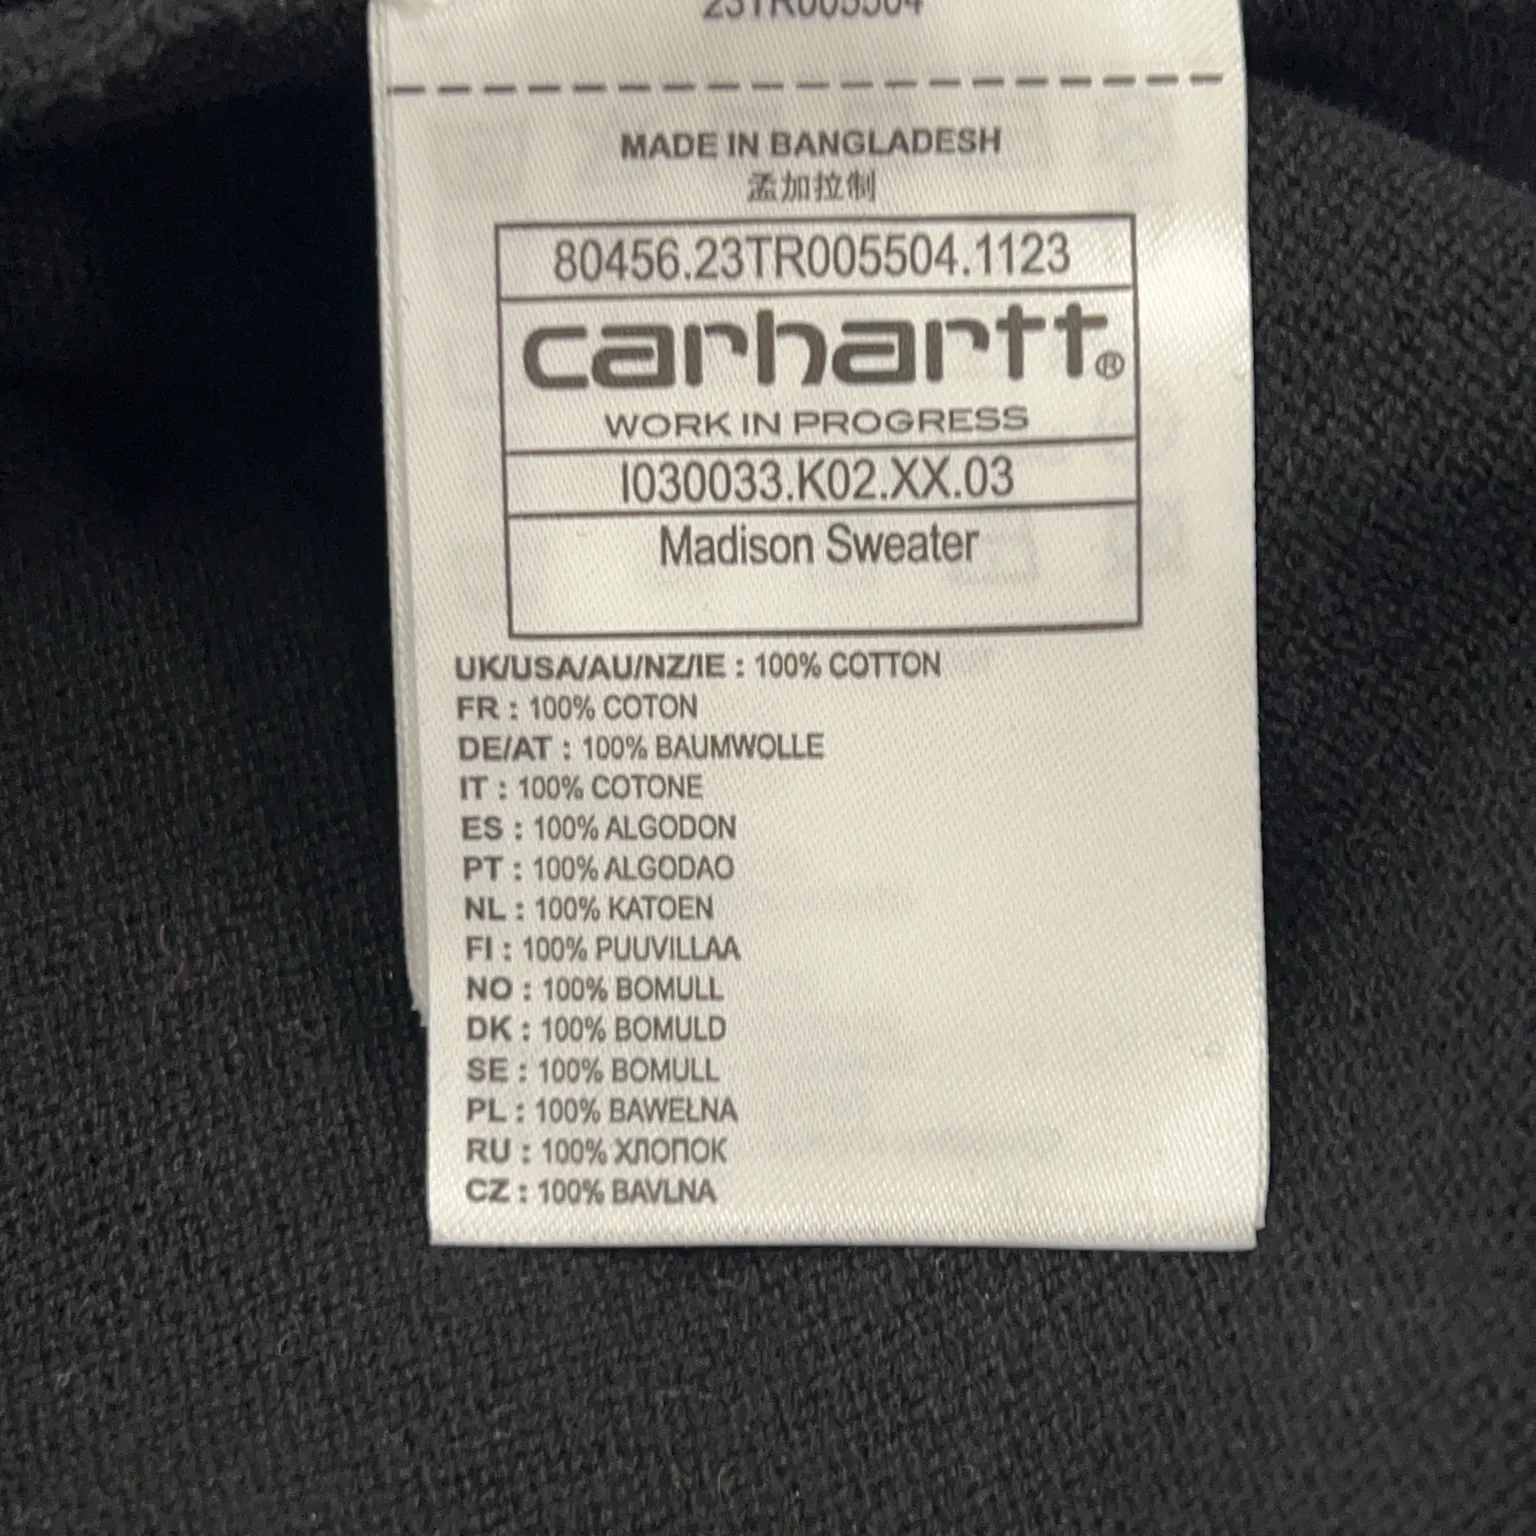 23TR005504
MADE IN BANGLADESH
孟加拉制
80456.23TR005504.1123
carhartt®
WORK IN PROGRESS
I030033.K02.XX.03
Madison Sweater
UK/USA/AU/NZ/IE : 100% COTTON
FR : 100% COTON
DE/AT : 100% BAUMWOLLE
IT : 100% COTONE
ES : 100% ALGODON
PT : 100% ALGODAO
NL : 100% KATOEN
FI : 100% PUUVILLAA
NO : 100% BOMULL
DK : 100% BOMULD
SE : 100% BOMULL
PL : 100% BAWEŁNA
RU : 100% ХЛОПОК
CZ : 100% BAVLNA